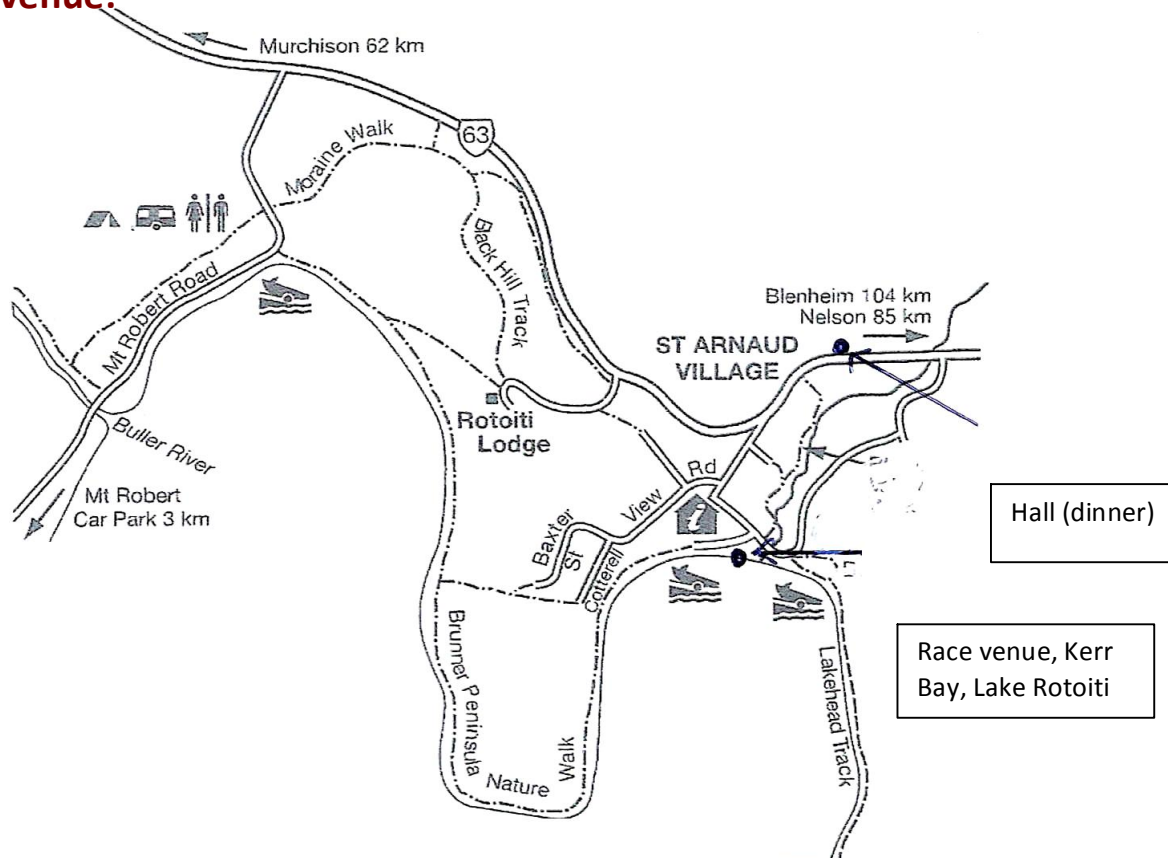 venue:
Murchison 62 km
63
Moraine Walk
Black Hill Track
Mt Robert Road
Blenheim 104 km
Nelson 85 km
ST ARNAUD
VILLAGE
Rotoiti
Lodge
Buller River
Mt Robert
Car Park 3 km
View Rd
i
Baxter
St
Cotterell
Hall (dinner)
Brunner Peninsula
Nature Walk
Lakehead Track
Race venue, Kerr
Bay, Lake Rotoiti